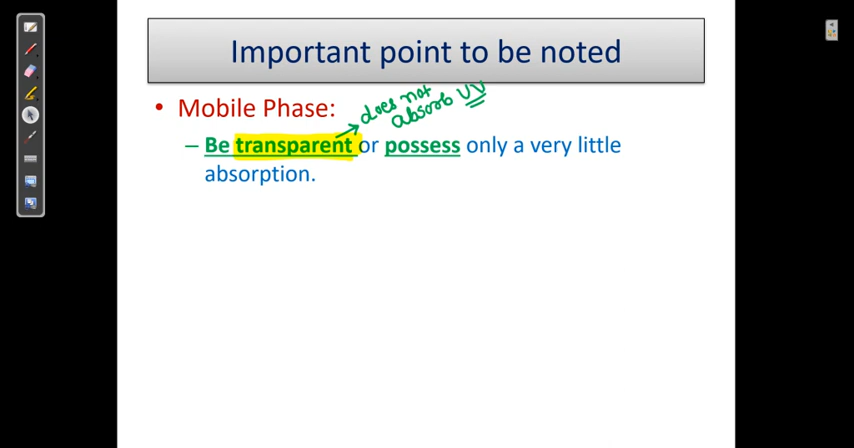 Important point to be noted
• Mobile Phase:
does not
absorb UV
– Be transparent or possess only a very little
absorption.